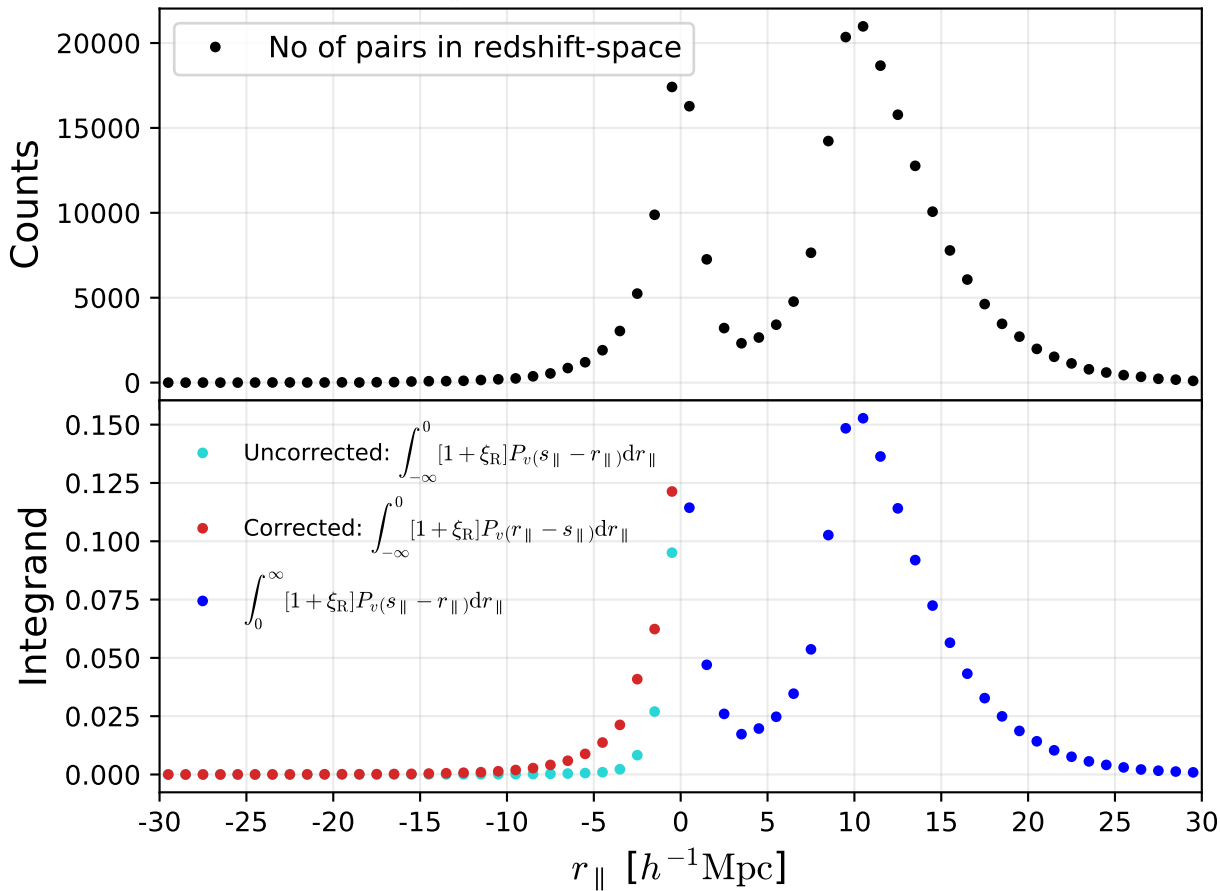 20000
15000
10000
5000
0
Counts
No of pairs in redshift-space
0.150
0.125
0.100
0.075
0.050
0.025
0.000
Integrand
Uncorrected: ∫_{−∞}^{0} [1 + ξ_R]P_{v(}s_∥ − r_∥)dr_∥
Corrected: ∫_{−∞}^{0} [1 + ξ_R]P_{v(}r_∥ − s_∥)dr_∥
∫_{0}^{∞} [1 + ξ_R]P_{v(}s_∥ − r_∥)dr_∥
-30 -25 -20 -15 -10 -5 0 5 10 15 20 25 30
r_∥ [h^{−1}Mpc]